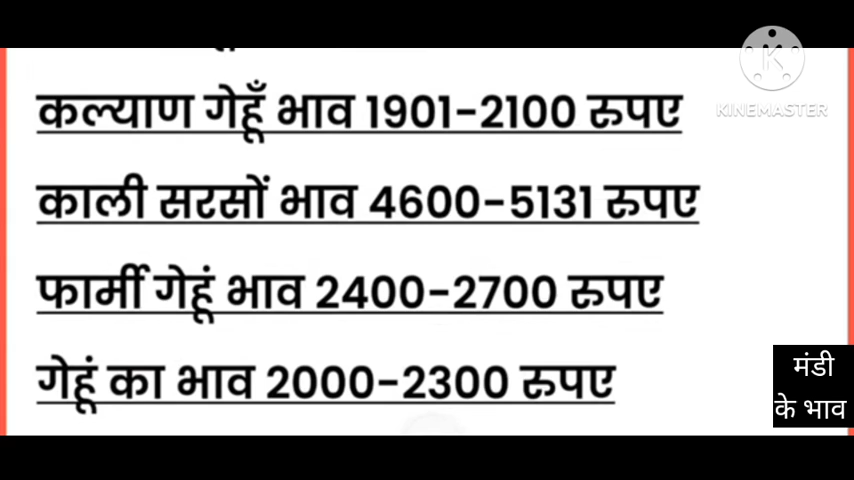 KINEMASTER
कल्याण गेहूँ भाव 1901-2100 रुपए
काली सरसों भाव 4600-5131 रुपए
फार्मी गेहूं भाव 2400-2700 रुपए
गेहूं का भाव 2000-2300 रुपए
मंडी
के भाव